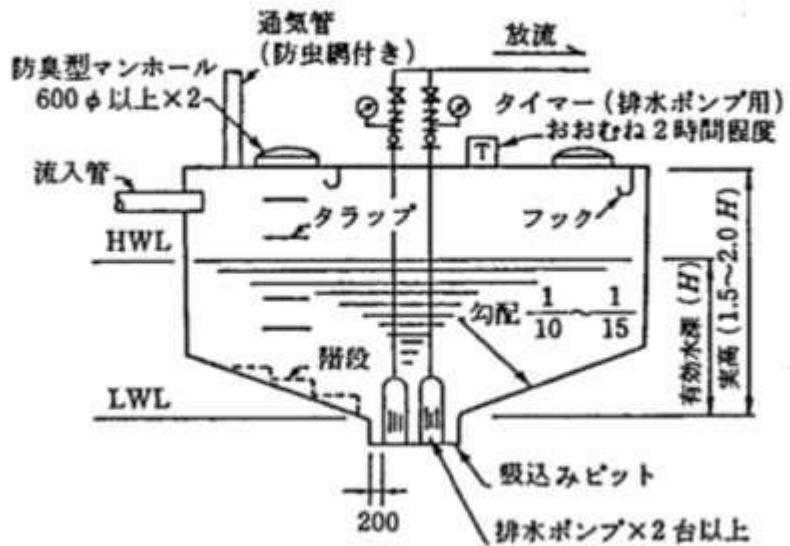 通気管
(防虫網付き)
放流
防臭型マンホール
600φ以上×2
タイマー(排水ポンプ用)
おおむね2時間程度
T
流入管
タラップ
フック
HWL
勾配 1/10 ~ 1/15
有効水深(H)
実高(1.5~2.0H)
階段
LWL
吸込みピット
200
排水ポンプ×2台以上